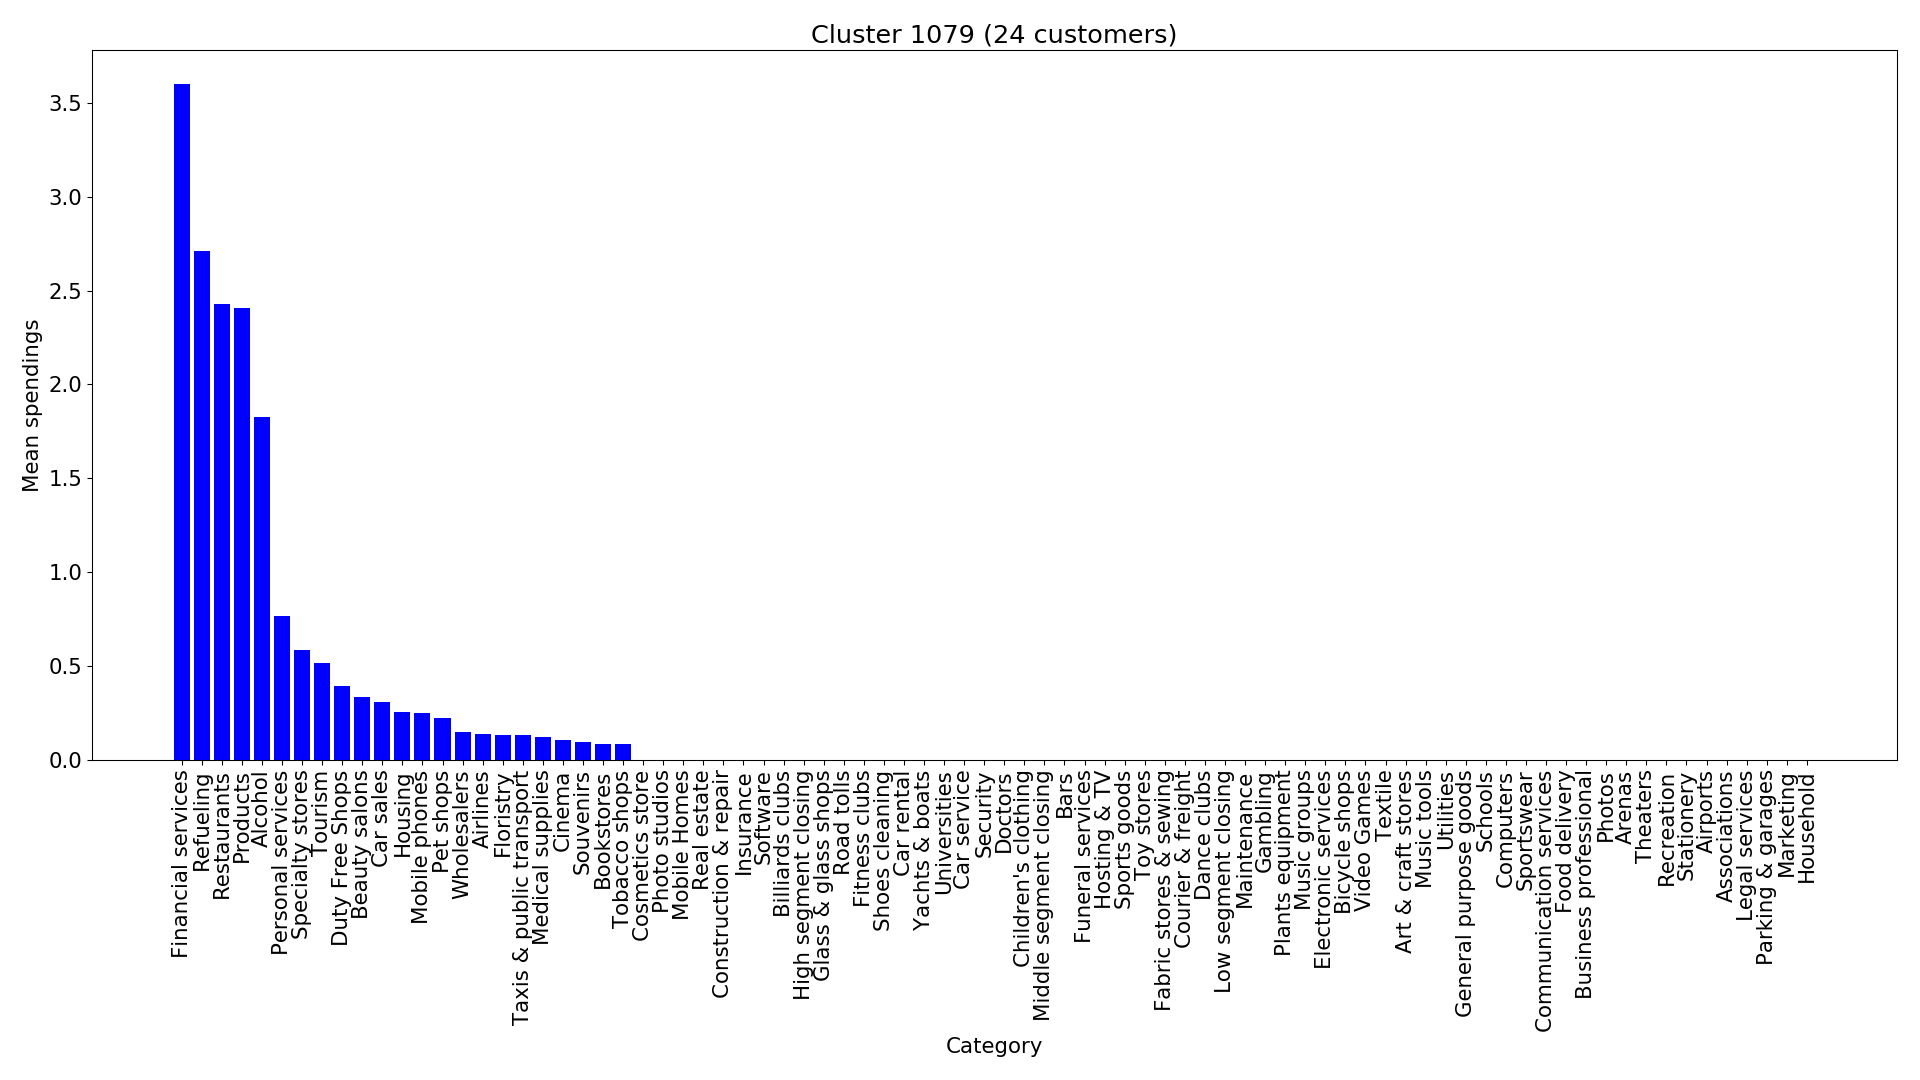 Cluster 1079 (24 customers)
3.5
3.0
2.5
2.0
1.5
1.0
0.5
0.0
Mean spendings
Financial services
Refueling
Restaurants
Products
Alcohol
Personal services
Specialty stores
Tourism
Duty Free Shops
Beauty salons
Car sales
Housing
Mobile phones
Pet shops
Wholesalers
Airlines
Floristry
Taxis & public transport
Medical supplies
Cinema
Souvenirs
Bookstores
Tobacco shops
Cosmetics store
Photo studios
Mobile Homes
Real estate
Construction & repair
Insurance
Software
Billiards clubs
High segment closing
Glass & glass shops
Road tolls
Fitness clubs
Shoes cleaning
Car rental
Yachts & boats
Universities
Car service
Security
Doctors
Children's clothing
Middle segment closing
Bars
Funeral services
Hosting & TV
Sports goods
Toy stores
Fabric stores & sewing
Courier & freight
Dance clubs
Low segment closing
Maintenance
Gambling
Plants equipment
Music groups
Electronic services
Bicycle shops
Video Games
Textile
Art & craft stores
Music tools
Utilities
General purpose goods
Schools
Computers
Sportswear
Communication services
Food delivery
Business professional
Photos
Arenas
Theaters
Recreation
Stationery
Airports
Associations
Legal services
Parking & garages
Marketing
Household
Category